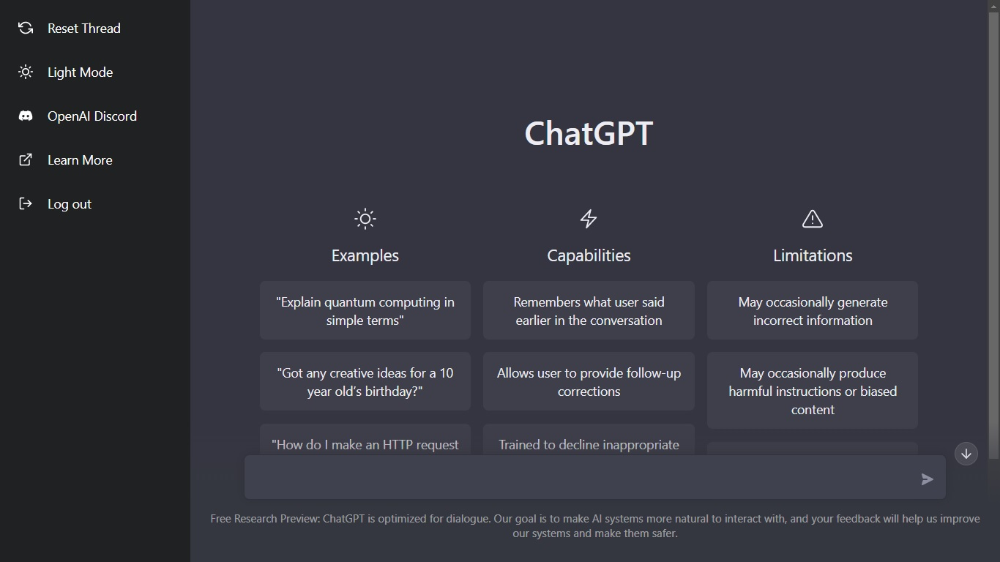 Reset Thread
Light Mode
OpenAI Discord
Learn More
Log out
ChatGPT
Examples
"Explain quantum computing in
simple terms"
"Got any creative ideas for a 10
year old’s birthday?"
"How do I make an HTTP request
Capabilities
Remembers what user said
earlier in the conversation
Allows user to provide follow-up
corrections
Trained to decline inappropriate
Limitations
May occasionally generate
incorrect information
May occasionally produce
harmful instructions or biased
content
Free Research Preview: ChatGPT is optimized for dialogue. Our goal is to make AI systems more natural to interact with, and your feedback will help us improve
our systems and make them safer.